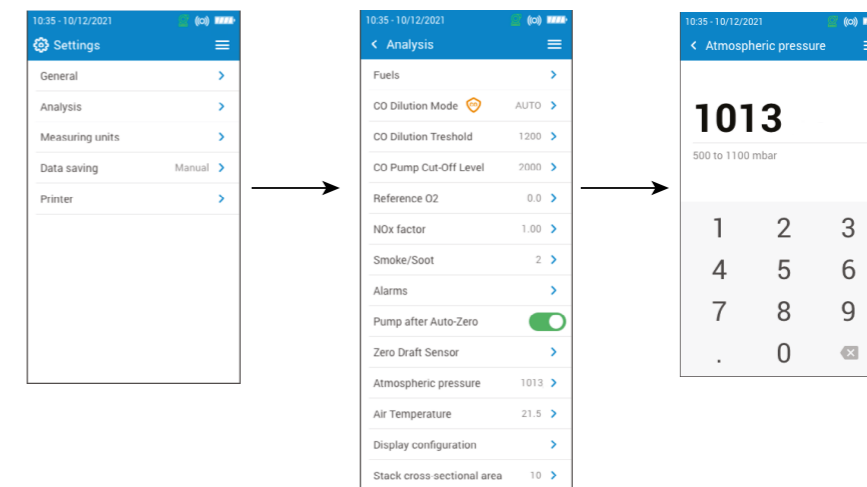 10:35 - 10/12/2021
Settings
General
Analysis
Measuring units
Data saving Manual
Printer
10:35 - 10/12/2021
Analysis
Fuels
CO Dilution Mode AUTO
CO Dilution Treshold 1200
CO Pump Cut-Off Level 2000
Reference O2 0.0
NOx factor 1.00
Smoke/Soot 2
Alarms
Pump after Auto-Zero
Zero Draft Sensor
Atmospheric pressure 1013
Air Temperature 21.5
Display configuration
Stack cross-sectional area 10
10:35 - 10/12/2021
Atmospheric pressure
1013
500 to 1100 mbar
1 2 3
4 5 6
7 8 9
. 0